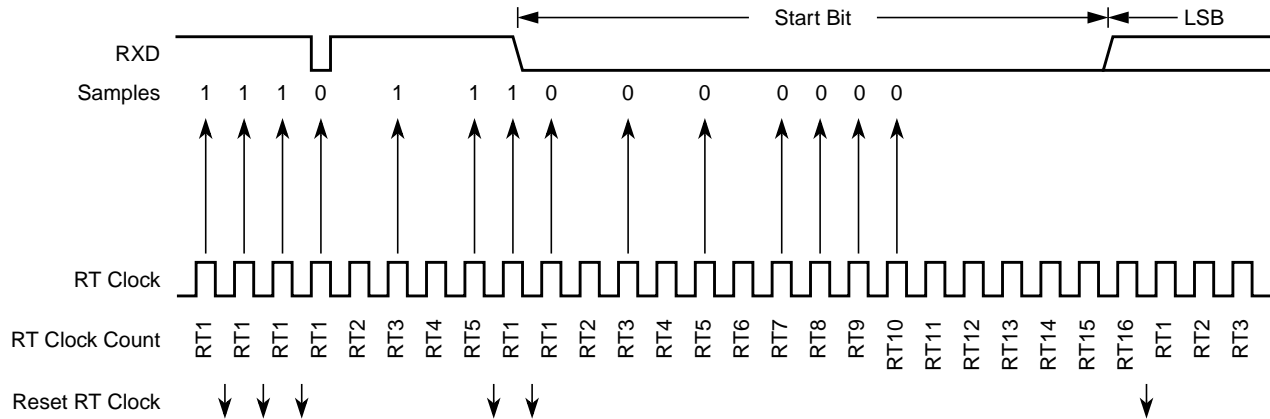 Start Bit LSB
RXD
Samples 1 1 1 0 1 1 1 0 0 0 0 0 0 0
RT Clock
RT Clock Count RT1 RT1 RT1 RT1 RT2 RT3 RT4 RT5 RT1 RT1 RT2 RT3 RT4 RT5 RT6 RT7 RT8 RT9 RT10 RT11 RT12 RT13 RT14 RT15 RT16 RT1 RT2 RT3
Reset RT Clock